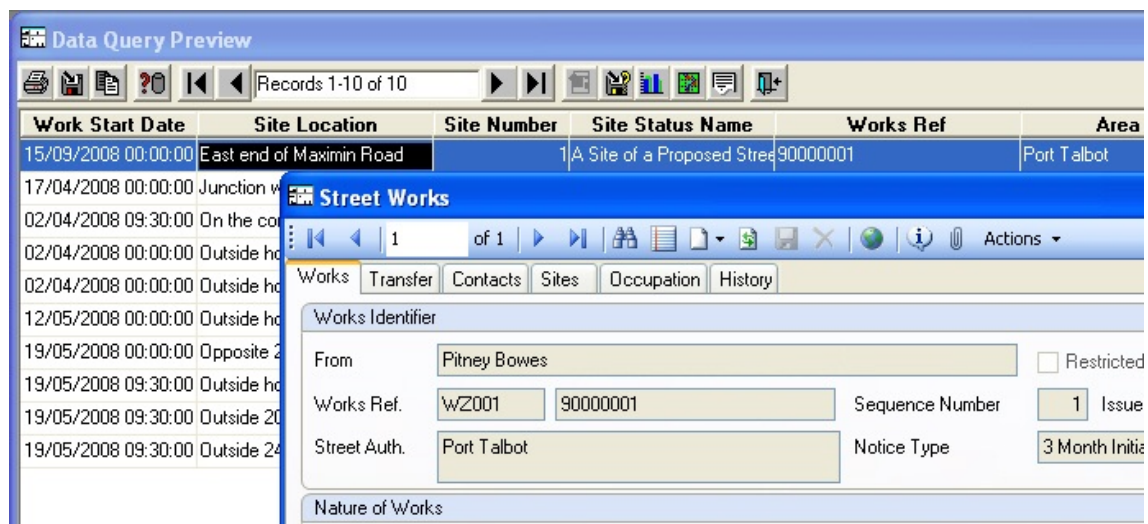 Data Query Preview
Records 1-10 of 10
Work Start Date Site Location Site Number Site Status Name Works Ref Area
15/09/2008 00:00:00 East end of Maximin Road 1 A Site of a Proposed Stree 90000001 Port Talbot
17/04/2008 00:00:00 Junction w
02/04/2008 09:30:00 On the cor
02/04/2008 00:00:00 Outside ho
02/04/2008 00:00:00 Outside ho
12/05/2008 00:00:00 Outside ho
19/05/2008 00:00:00 Opposite 2
19/05/2008 09:30:00 Outside ho
19/05/2008 09:30:00 Outside 20
19/05/2008 09:30:00 Outside 24
Street Works
1 of 1 Actions
Works Transfer Contacts Sites Occupation History
Works Identifier
From Pitney Bowes Restricted
Works Ref. WZ001 90000001 Sequence Number 1 Issue
Street Auth. Port Talbot Notice Type 3 Month Initia
Nature of Works